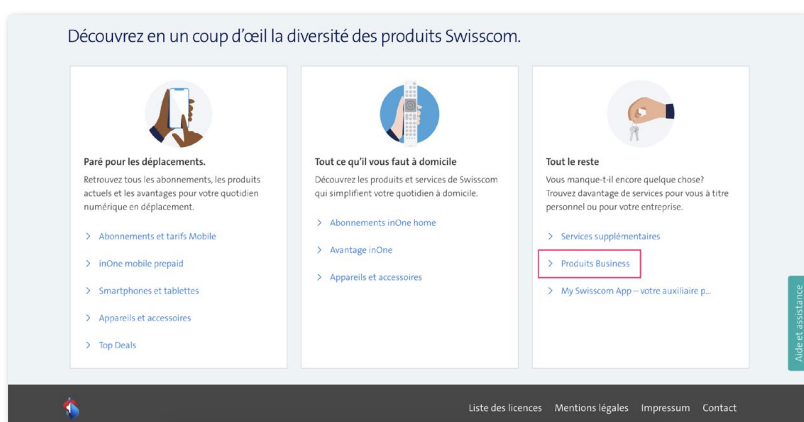 Découvrez en un coup d'œil la diversité des produits Swisscom.
Paré pour les déplacements.
Retrouvez tous les abonnements, les produits
actuels et les avantages pour votre quotidien
numérique en déplacement.
Abonnements et tarifs Mobile
inOne mobile prepaid
Smartphones et tablettes
Appareils et accessoires
Top Deals
Tout ce qu'il vous faut à domicile
Découvrez les produits et services de Swisscom
qui simplifient votre quotidien à domicile.
Abonnements inOne home
Avantage inOne
Appareils et accessoires
Tout le reste
Vous manque-t-il encore quelque chose?
Trouvez davantage de services pour vous à titre
personnel ou pour votre entreprise.
Services supplémentaires
Produits Business
My Swisscom App – votre auxiliaire p...
Aide et assistance
Liste des licences Mentions légales Impressum Contact